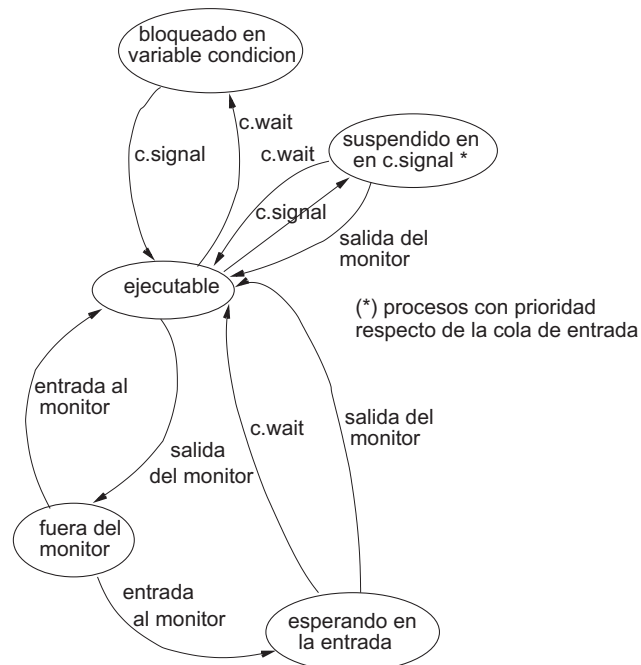 bloqueado en
variable condicion
c.wait
c.signal
c.wait
suspendido en
en c.signal *
c.signal
salida del
monitor
ejecutable
(*) procesos con prioridad
respecto de la cola de entrada
entrada al
monitor
c.wait
salida del
monitor
salida
del monitor
fuera del
monitor
entrada
al monitor
esperando en
la entrada